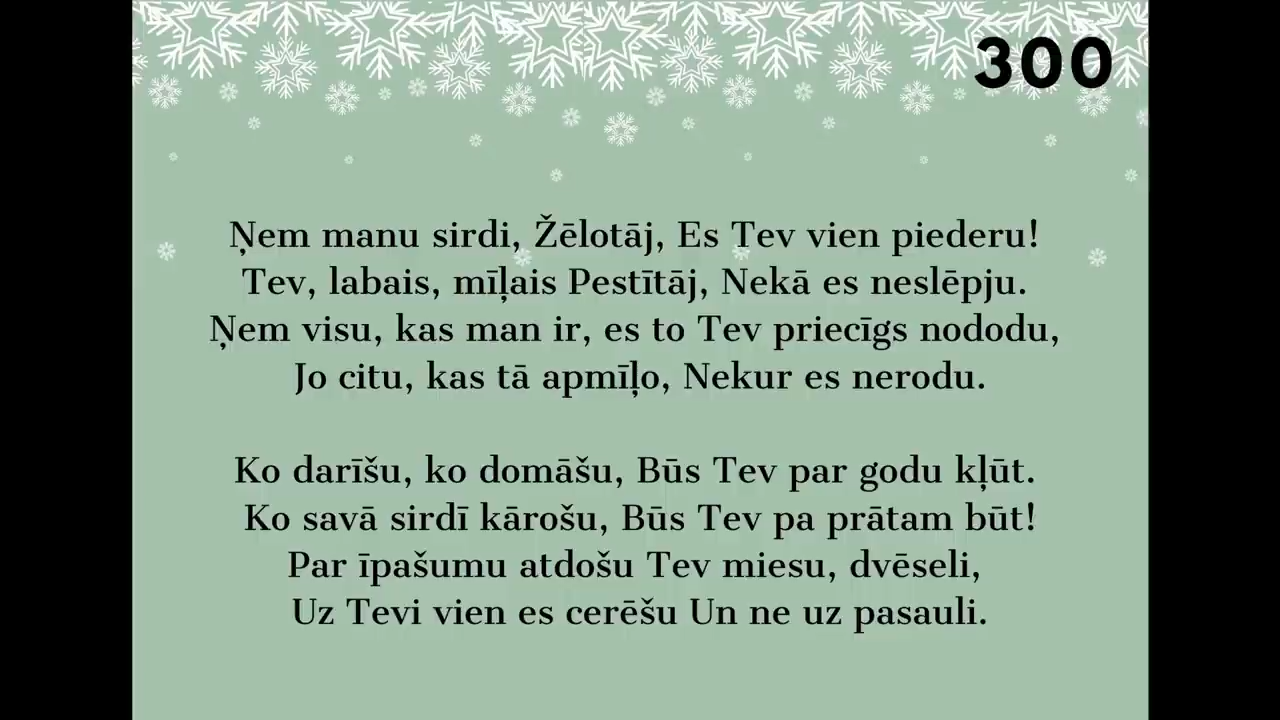 300
Ņem manu sirdi, Žēlotāj, Es Tev vien piederu!
Tev, labais, mīļais Pestītāj, Nekā es neslēpju.
Ņem visu, kas man ir, es to Tev priecīgs nododu,
Jo citu, kas tā apmīļo, Nekur es nerodu.
Ko darīšu, ko domāšu, Būs Tev par godu kļūt.
Ko savā sirdī kārošu, Būs Tev pa prātam būt!
Par īpašumu atdošu Tev miesu, dvēseli,
Uz Tevi vien es cerēšu Un ne uz pasauli.